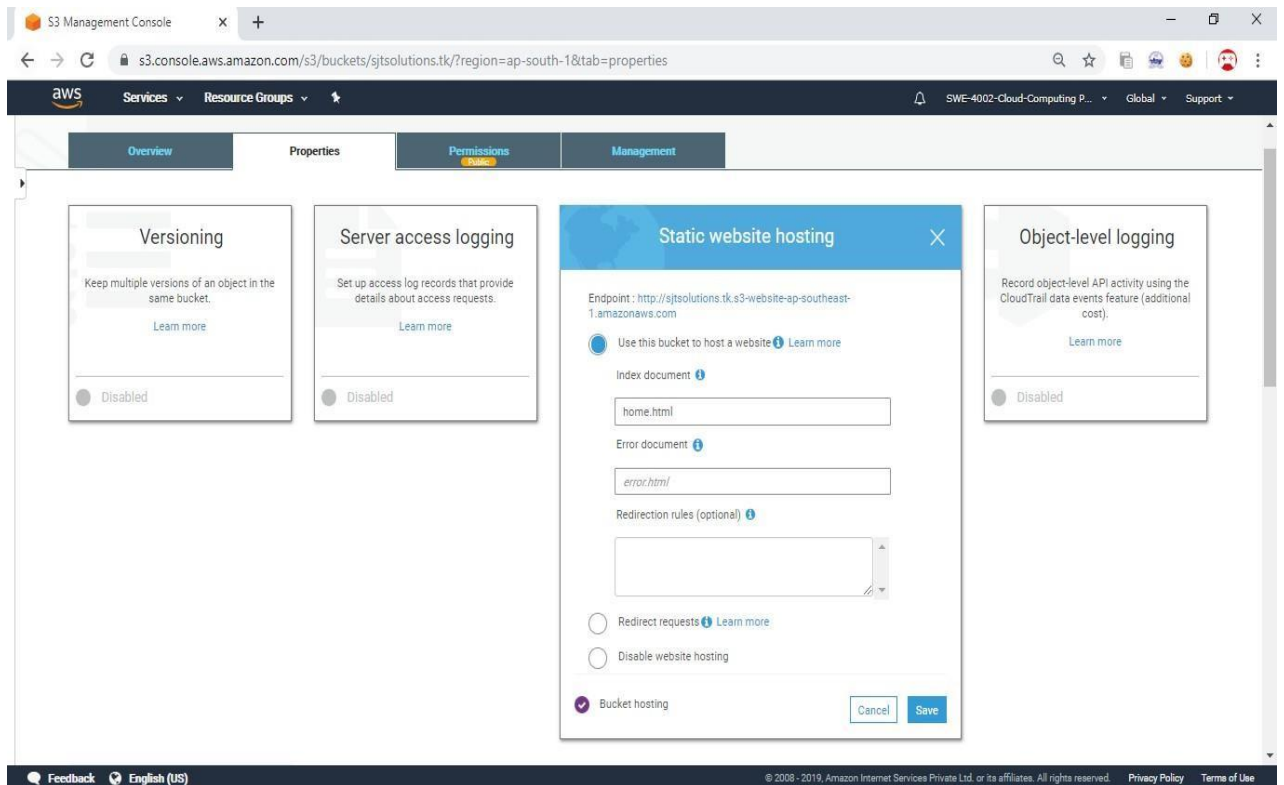 S3 Management Console
s3.console.aws.amazon.com/s3/buckets/sjtsolutions.tk/?region=ap-south-1&tab=properties
aws
Services
Resource Groups
SWE-4002-Cloud-Computing P...
Global
Support
Overview
Properties
Permissions
Public
Management
Versioning
Keep multiple versions of an object in the
same bucket.
Learn more
Disabled
Server access logging
Set up access log records that provide
details about access requests.
Learn more
Disabled
Static website hosting
Endpoint : http://sjtsolutions.tk.s3-website-ap-southeast-
1.amazonaws.com
Use this bucket to host a website Learn more
Index document
home.html
Error document
error.html
Redirection rules (optional)
Redirect requests Learn more
Disable website hosting
Bucket hosting
Cancel
Save
Object-level logging
Record object-level API activity using the
CloudTrail data events feature (additional
cost).
Learn more
Disabled
Feedback
English (US)
© 2008 - 2019, Amazon Internet Services Private Ltd. or its affiliates. All rights reserved.
Privacy Policy
Terms of Use